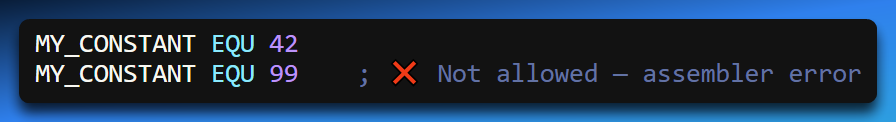 MY_CONSTANT EQU 42
MY_CONSTANT EQU 99    ; ❌ Not allowed — assembler error